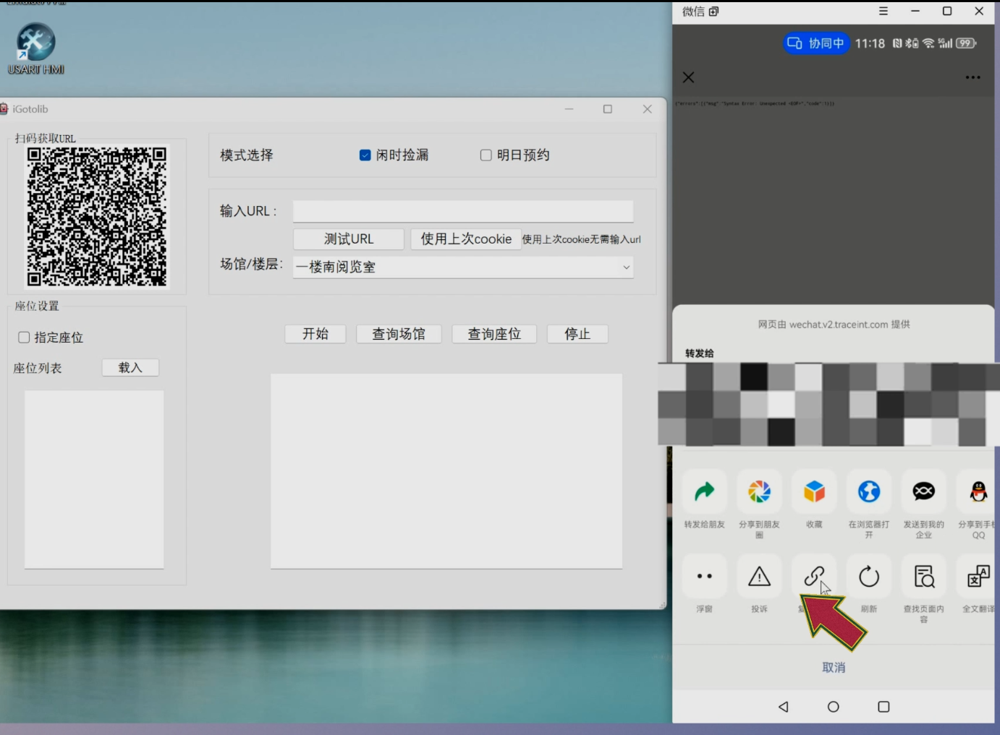 USART HMI
iGotolib
扫码获取URL
模式选择
闲时捡漏
明日预约
输入URL：
测试URL
使用上次cookie
使用上次cookie无需输入url
场馆/楼层：
一楼南阅览室
座位设置
指定座位
座位列表
载入
开始
查询场馆
查询座位
停止
微信
协同中
11:18
5G
99
{"errors":[{"msg":"Syntax Error: Unexpected <EOF>","code":1}]}
网页由 wechat.v2.traceint.com 提供
转发给
转发给朋友
分享到朋友
圈
收藏
在浏览器打
开
发送到我的
企业
分享到手机
QQ
浮窗
投诉
刷新
查找页面内
容
全文翻译
取消